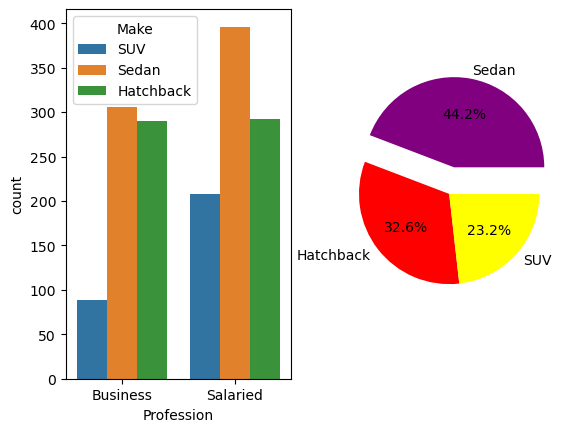 400
350
300
250
200
150
100
50
0
count
Make
SUV
Sedan
Hatchback
Business
Salaried
Profession
Sedan
44.2%
32.6%
23.2%
Hatchback
SUV